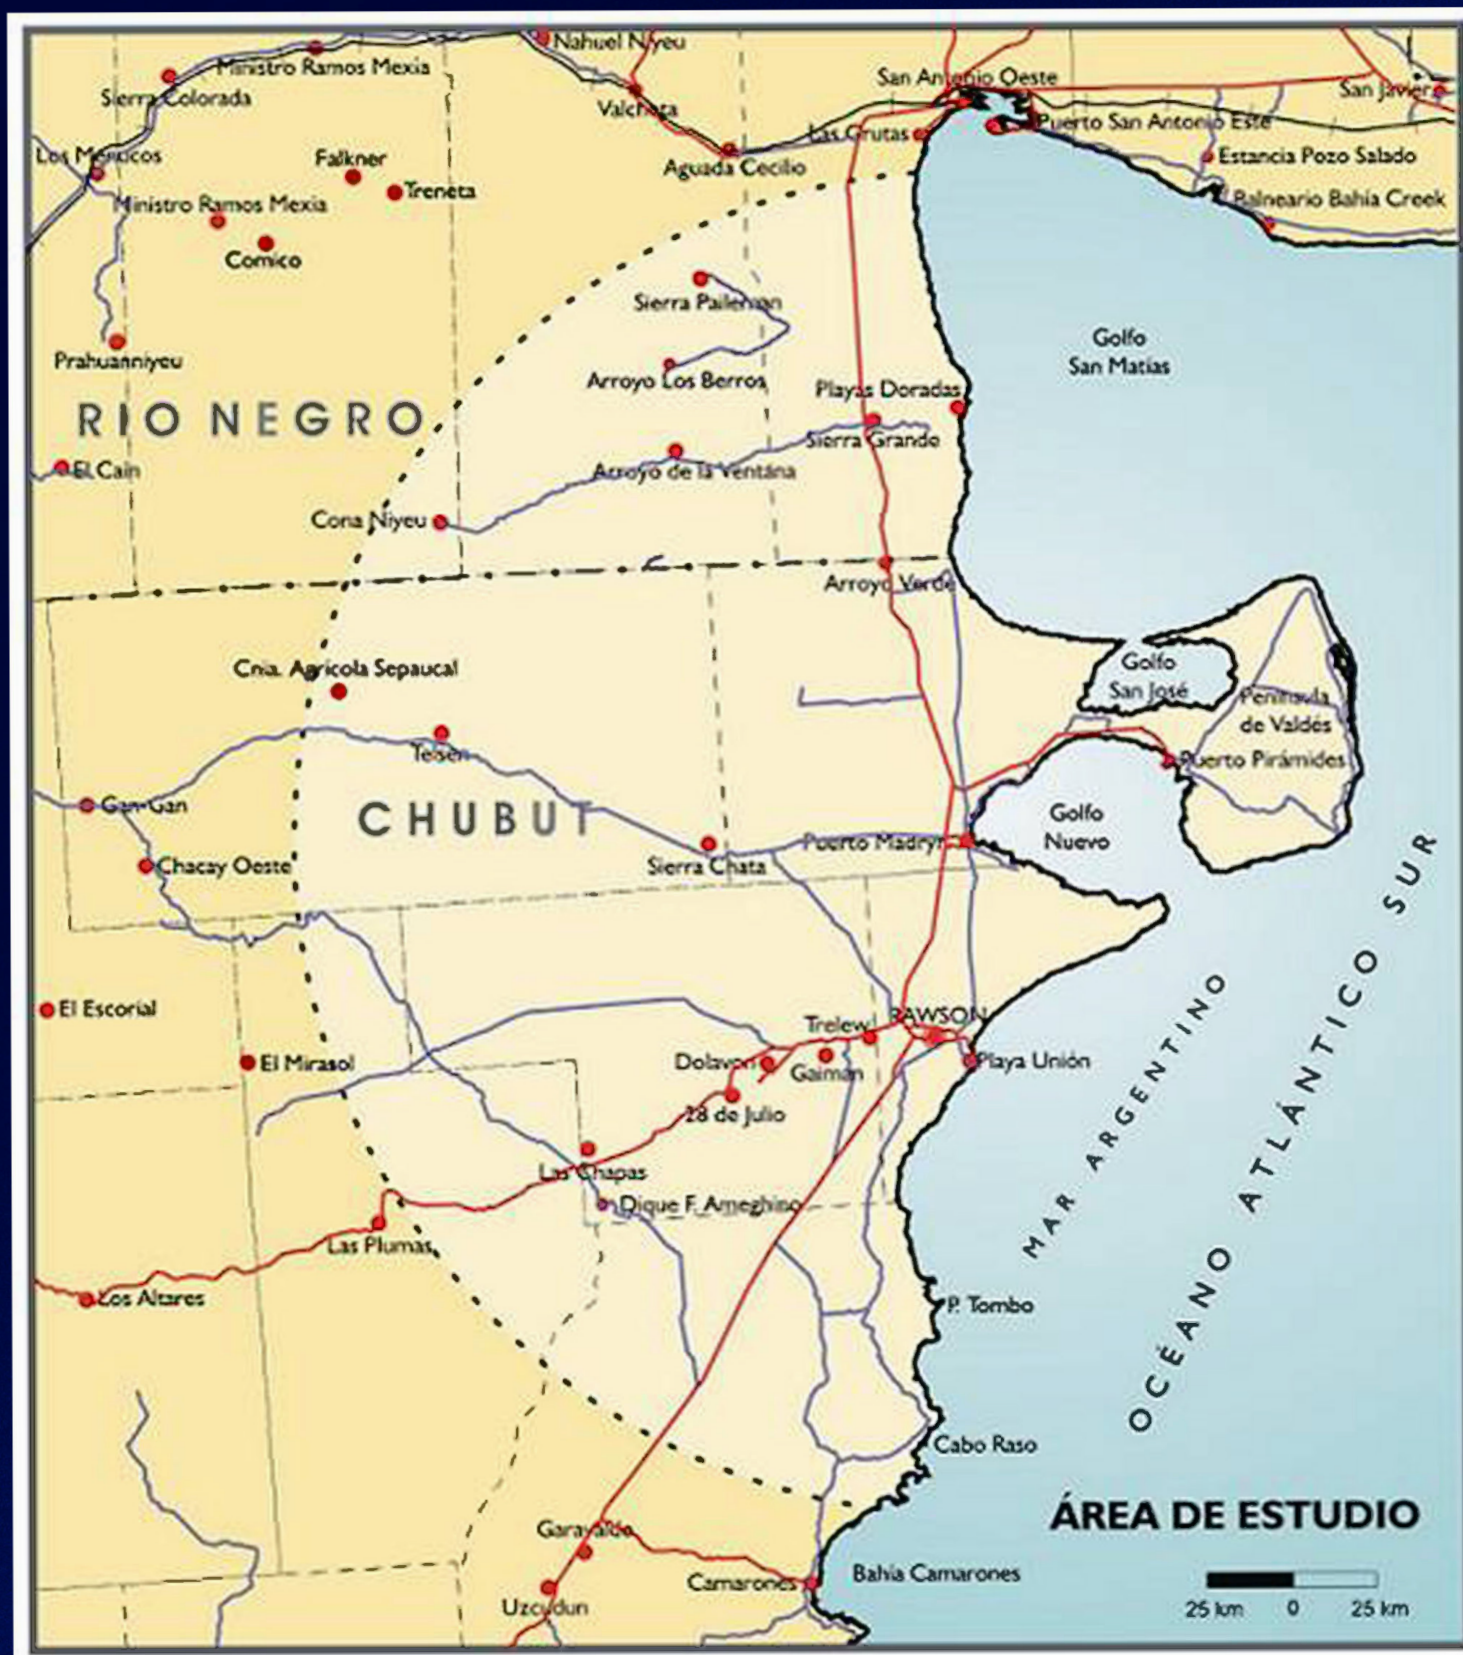 Nahuel Niyeu
Ministro Ramos Mexia
Sierra Colorada
Valcheta
San Antonio Oeste
San Javier
Las Grutas
Puerto San Antonio Este
Los Menucos
Falkner
Aguada Cecilio
Estancia Pozo Salado
Treneta
Ministro Ramos Mexia
Balneario Bahía Creek
Comico
Sierra Paileman
Golfo
San Matías
Prahuanniyeu
Arroyo Los Berros
Playas Doradas
RIO NEGRO
Sierra Grande
El Cain
Arroyo de la Ventana
Cona Niyeu
Arroyo Verde
Cnia. Agrícola Sepaucal
Golfo
San José
Península
de Valdés
Telsen
Puerto Pirámides
Gan-Gan
CHUBUT
Golfo
Nuevo
Puerto Madryn
Chacay Oeste
Sierra Chata
El Escorial
RAWSON
Trelew
El Mirasol
Dolavon
Gaiman
Playa Unión
28 de Julio
Las Chapas
Dique F. Ameghino
Las Plumas
Los Altares
P. Tombo
MAR ARGENTINO
OCÉANO ATLÁNTICO SUR
Cabo Raso
ÁREA DE ESTUDIO
Garayalde
Camarones
Bahía Camarones
Uzcudun
25 km 0 25 km